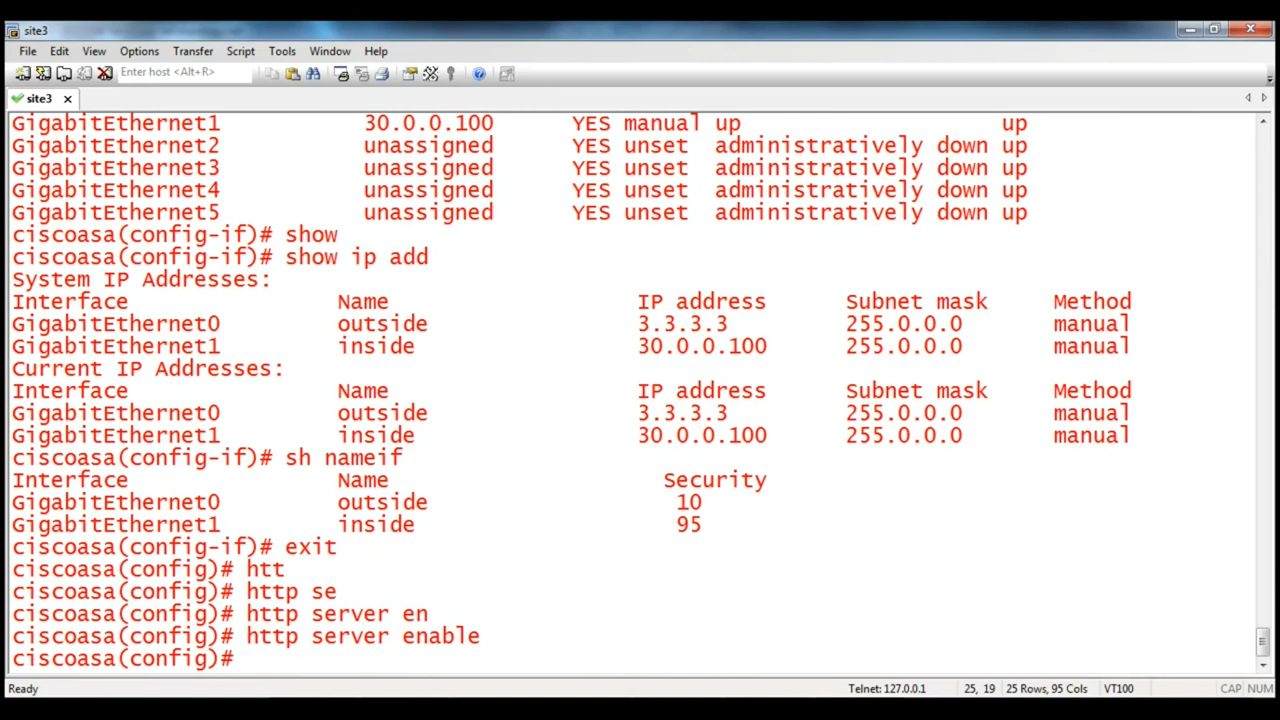 site3
File Edit View Options Transfer Script Tools Window Help
Enter host <Alt+R>
site3
GigabitEthernet1 30.0.0.100 YES manual up up
GigabitEthernet2 unassigned YES unset administratively down up
GigabitEthernet3 unassigned YES unset administratively down up
GigabitEthernet4 unassigned YES unset administratively down up
GigabitEthernet5 unassigned YES unset administratively down up
ciscoasa(config-if)# show
ciscoasa(config-if)# show ip add
System IP Addresses:
Interface Name IP address Subnet mask Method
GigabitEthernet0 outside 3.3.3.3 255.0.0.0 manual
GigabitEthernet1 inside 30.0.0.100 255.0.0.0 manual
Current IP Addresses:
Interface Name IP address Subnet mask Method
GigabitEthernet0 outside 3.3.3.3 255.0.0.0 manual
GigabitEthernet1 inside 30.0.0.100 255.0.0.0 manual
ciscoasa(config-if)# sh nameif
Interface Name Security
GigabitEthernet0 outside 10
GigabitEthernet1 inside 95
ciscoasa(config-if)# exit
ciscoasa(config)# htt
ciscoasa(config)# http se
ciscoasa(config)# http server en
ciscoasa(config)# http server enable
ciscoasa(config)#
Ready Telnet: 127.0.0.1 25, 19 25 Rows, 95 Cols VT100 CAP NUM